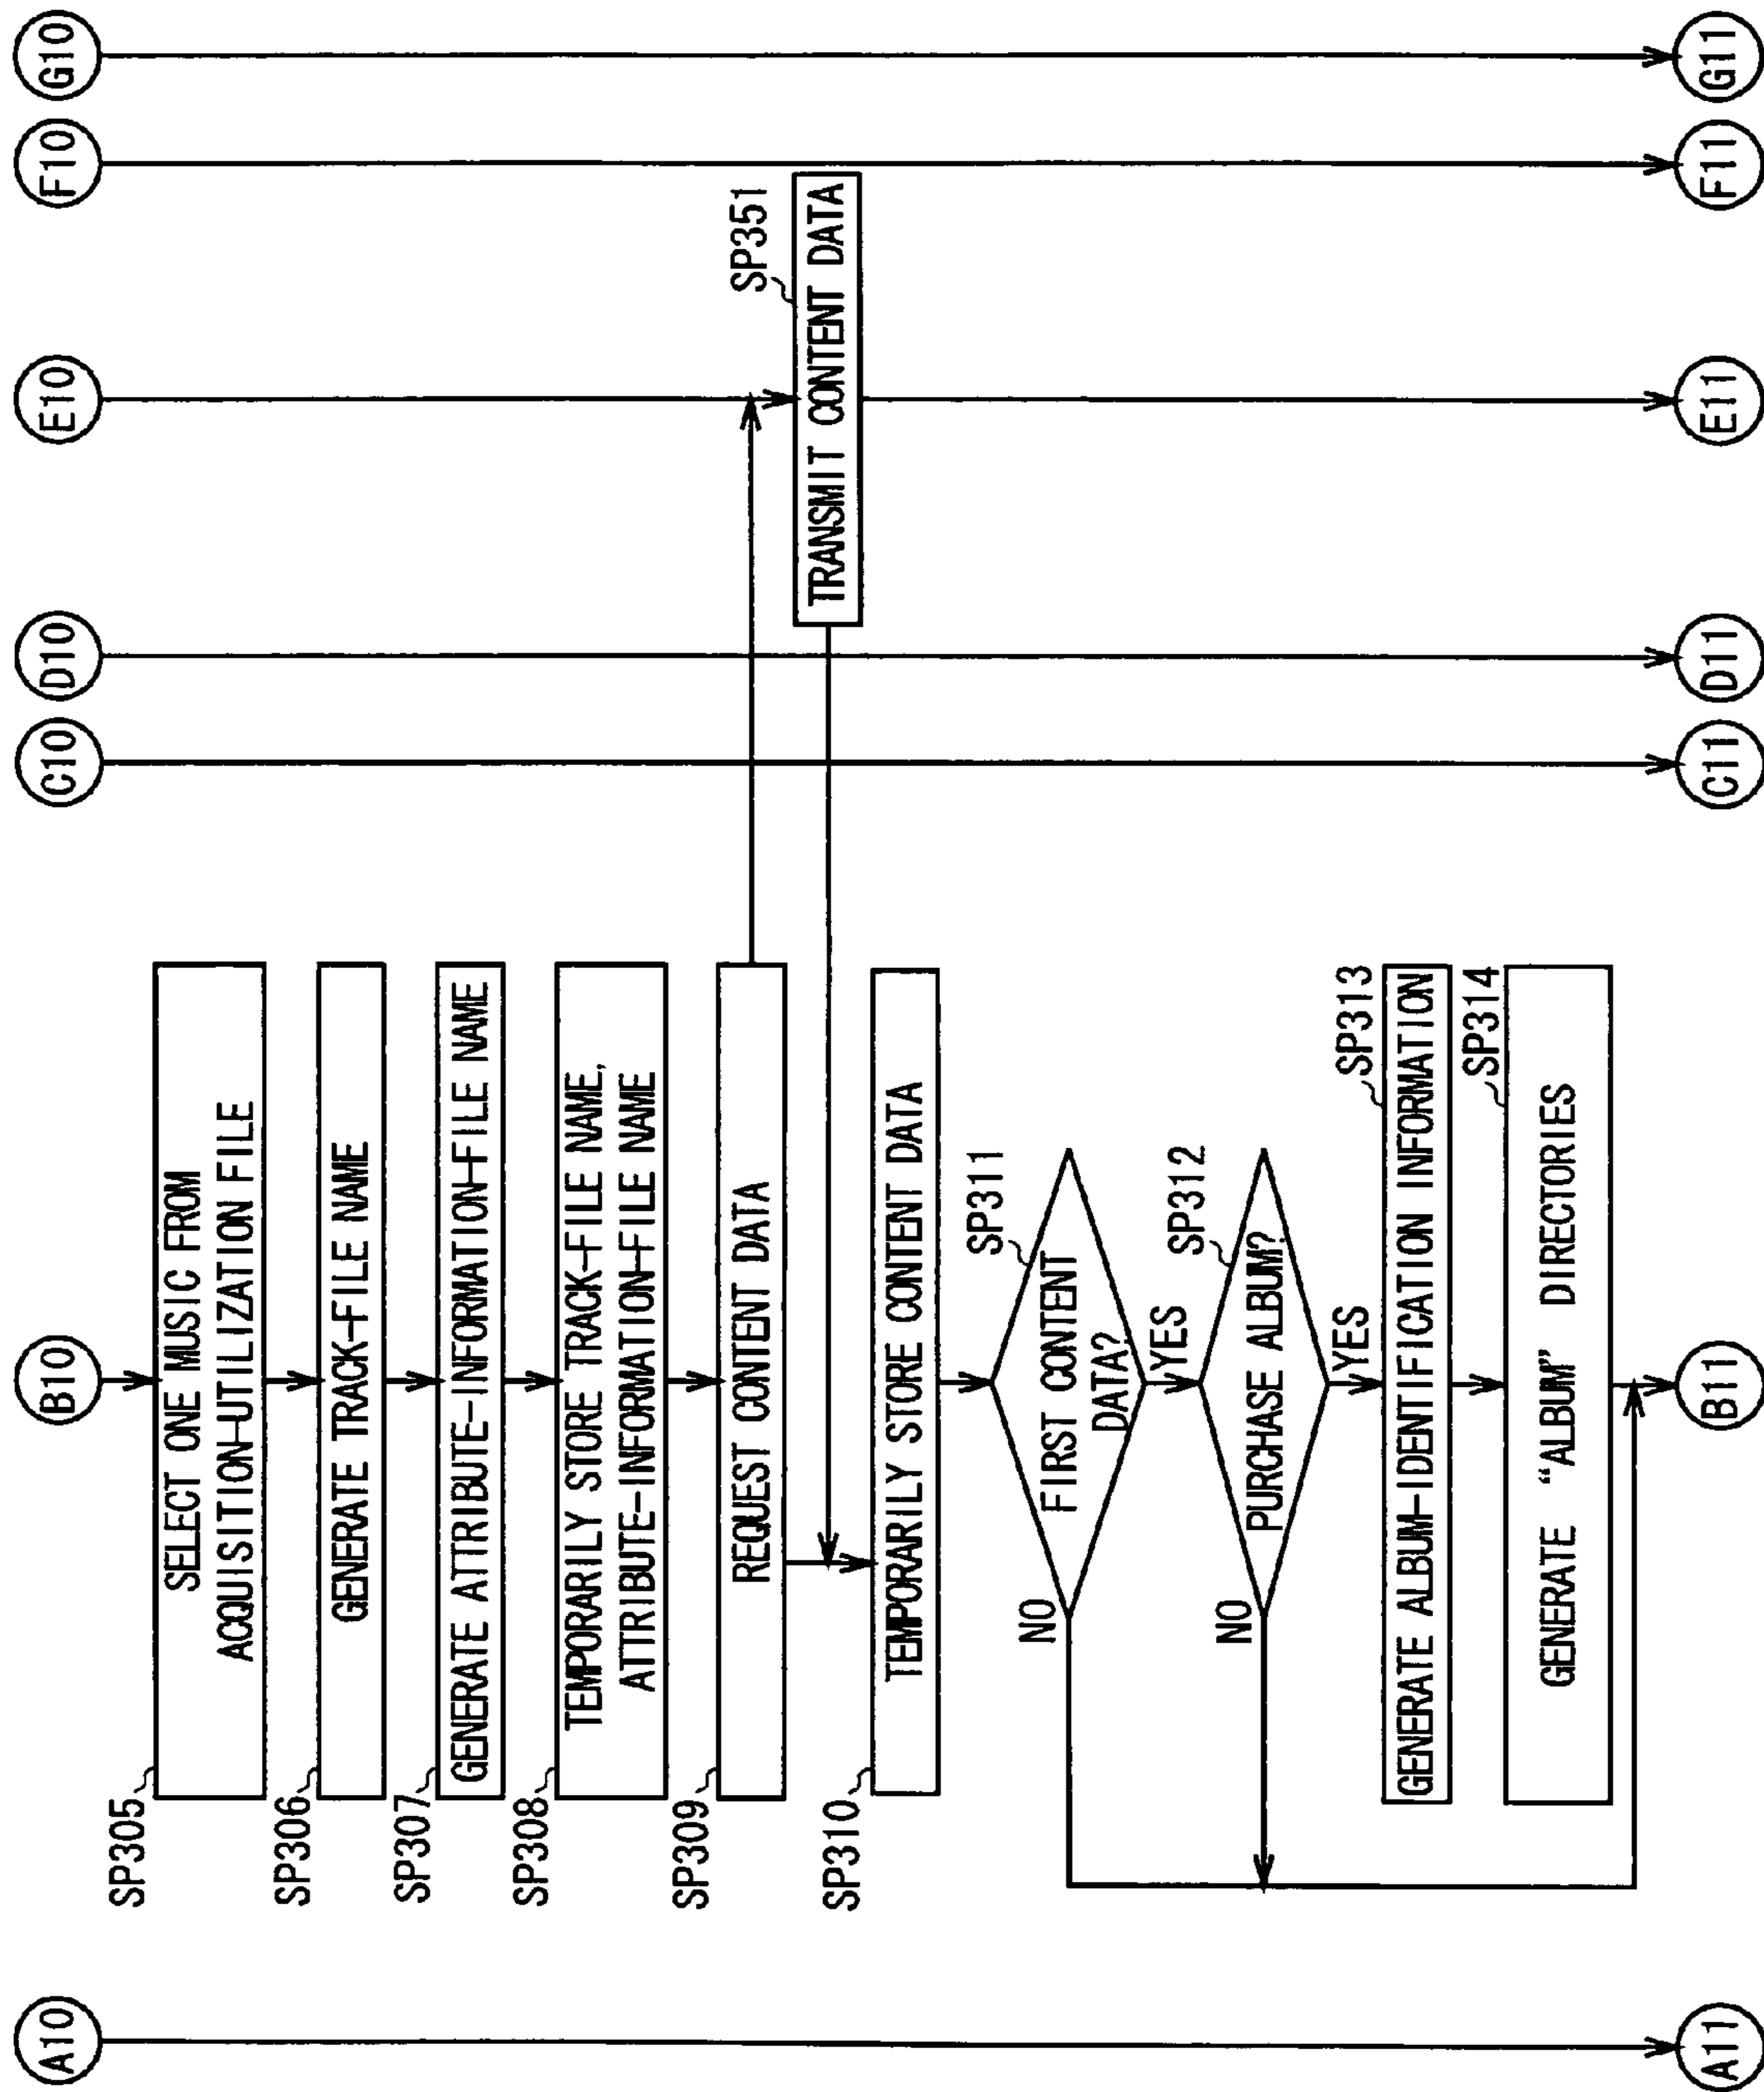 A10
B10
C10
D10
E10
F10
G10
SP305
SELECT ONE MUSIC FROM
ACQUISITION-UTILIZATION FILE
SP306
GENERATE TRACK-FILE NAME
SP307
GENERATE ATTRIBUTE-INFORMATION-FILE NAME
SP308
TEMPORARILY STORE TRACK-FILE NAME,
ATTRIBUTE-INFORMATION-FILE NAME
SP309
REQUEST CONTENT DATA
SP351
TRANSMIT CONTENT DATA
SP310
TEMPORARILY STORE CONTENT DATA
SP311
FIRST CONTENT
DATA?
NO
YES
SP312
PURCHASE ALBUM?
NO
YES
SP313
GENERATE ALBUM-IDENTIFICATION INFORMATION
SP314
GENERATE “ALBUM” DIRECTORIES
A11
B11
C11
D11
E11
F11
G11